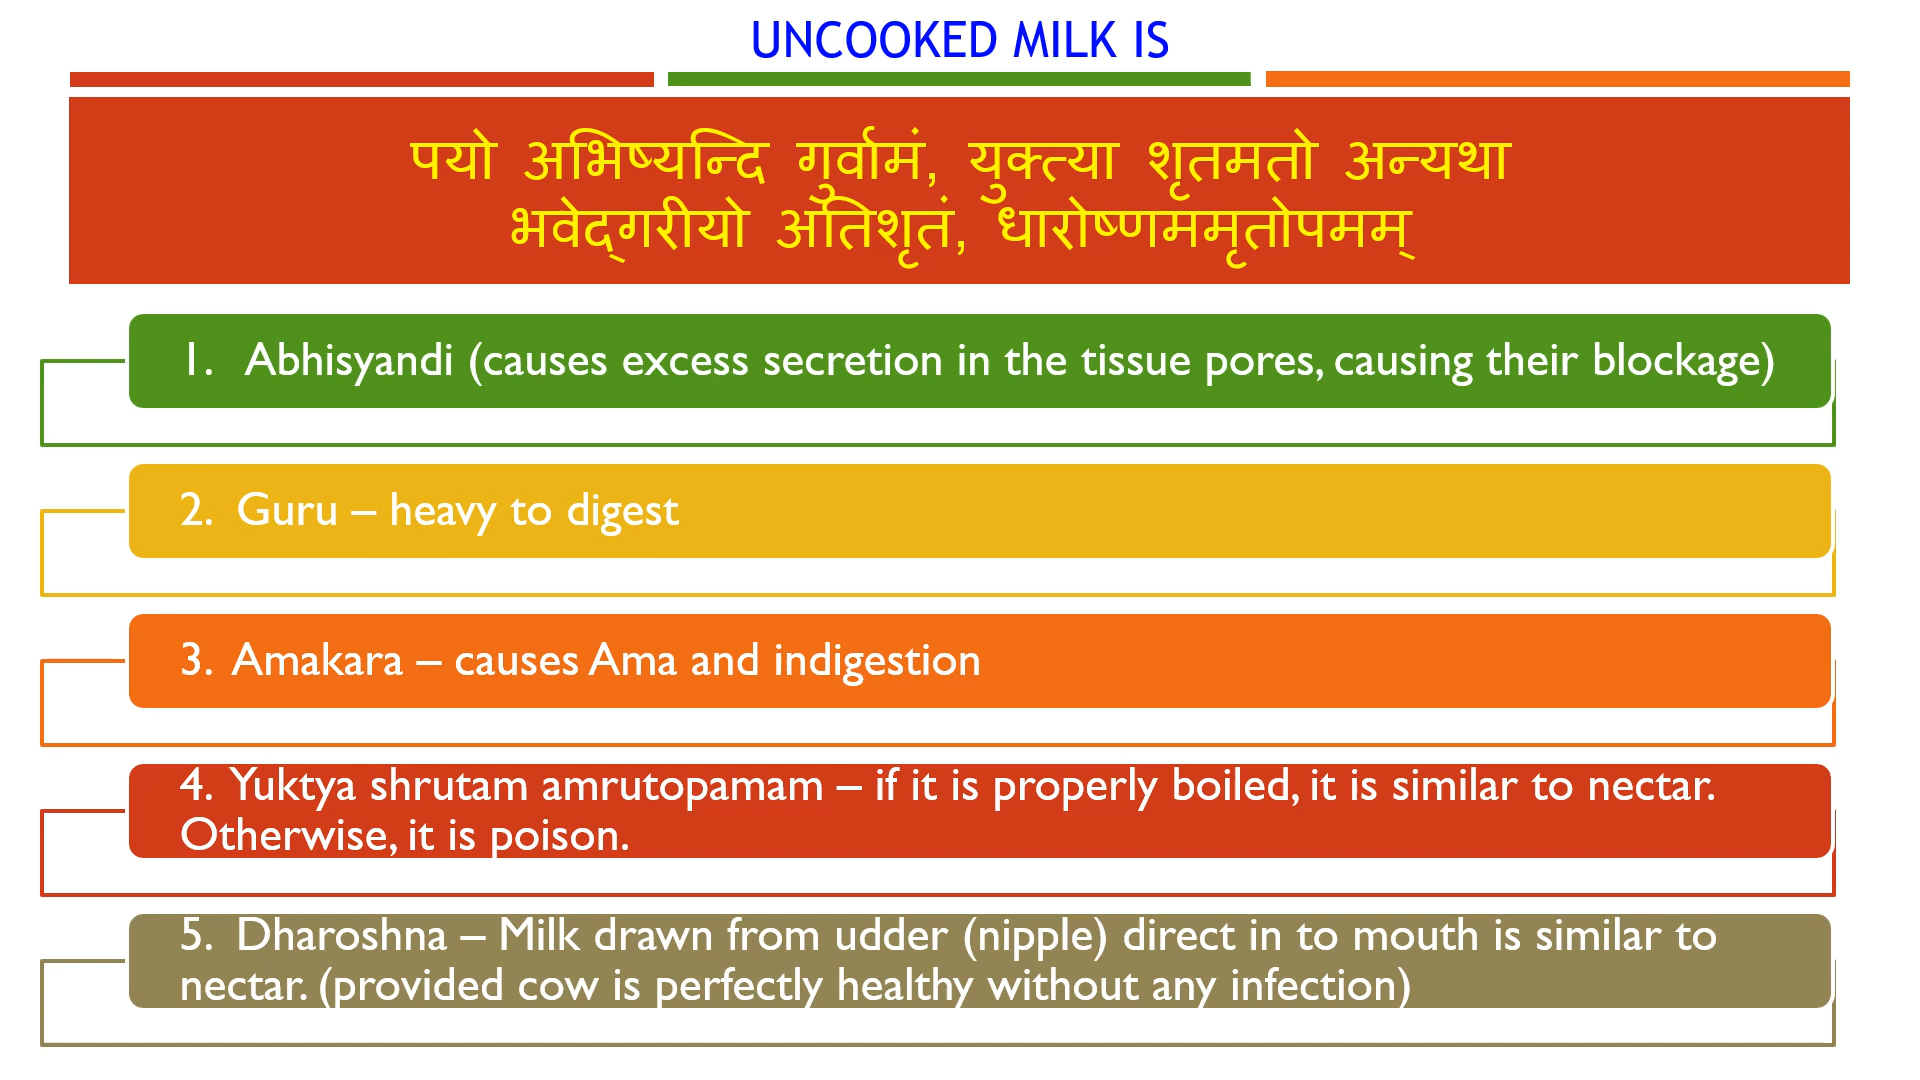 UNCOOKED MILK IS
पयो अभिष्यन्दि गुर्वामं, युक्त्या शृतमतो अन्यथा
भवेद्गरीयो अतिशृतं, धारोष्णममृतोपमम्
1. Abhisyandi (causes excess secretion in the tissue pores, causing their blockage)
2. Guru – heavy to digest
3. Amakara – causes Ama and indigestion
4. Yuktya shrutam amrutopamam – if it is properly boiled, it is similar to nectar.
Otherwise, it is poison.
5. Dharoshna – Milk drawn from udder (nipple) direct in to mouth is similar to
nectar. (provided cow is perfectly healthy without any infection)